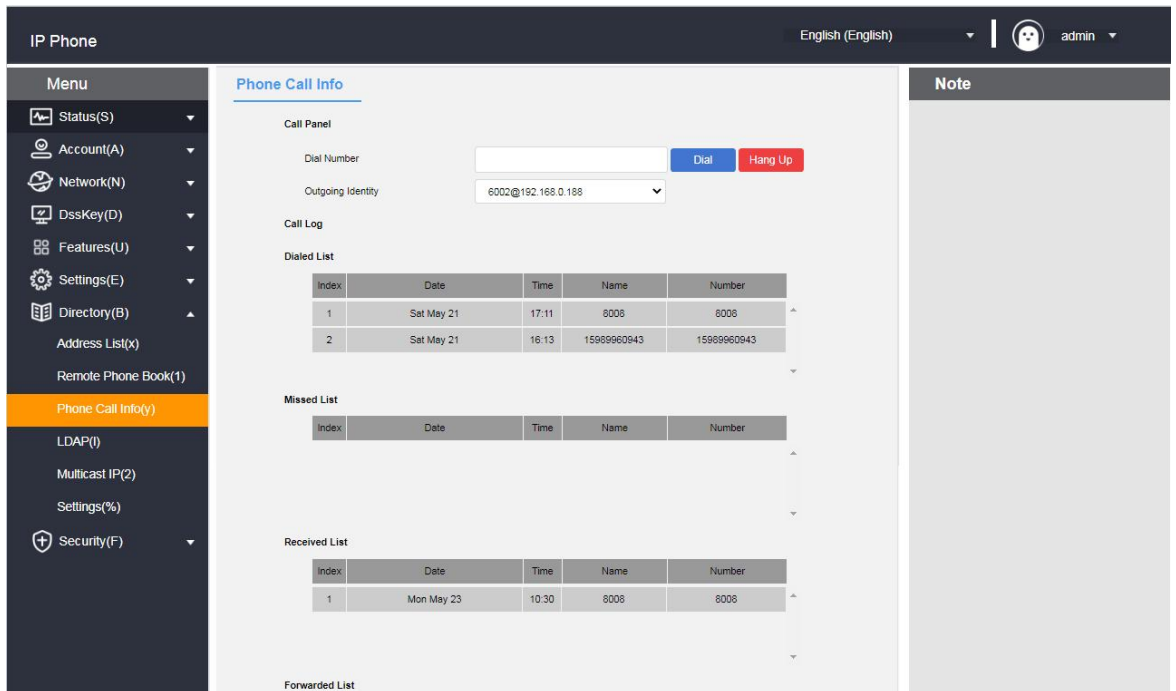 IP Phone
English (English)
admin
Menu
Status(S)
Account(A)
Network(N)
DssKey(D)
Features(U)
Settings(E)
Directory(B)
Address List(x)
Remote Phone Book(1)
Phone Call Info(y)
LDAP(I)
Multicast IP(2)
Settings(%)
Security(F)
Phone Call Info
Call Panel
Dial Number Dial Hang Up
Outgoing Identity 6002@192.168.0.188
Call Log
Dialed List
Index Date Time Name Number
1 Sat May 21 17:11 8008 8008
2 Sat May 21 16:13 15989960943 15989960943
Missed List
Index Date Time Name Number
Received List
Index Date Time Name Number
1 Mon May 23 10:30 8008 8008
Forwarded List
Note